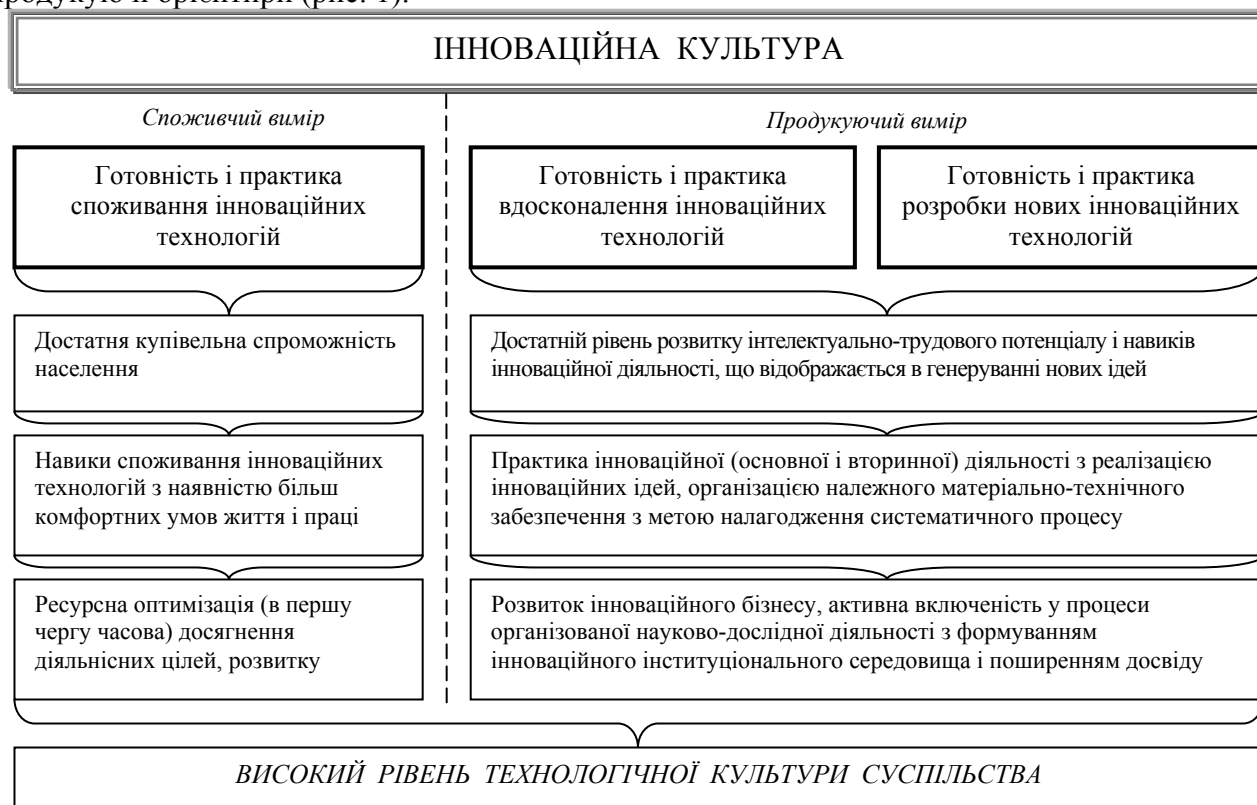 орієнтири (рис. 1).
ІННОВАЦІЙНА КУЛЬТУРА
Споживчий вимір
Продукуючий вимір
Готовність і практика
споживання інноваційних
технологій
Готовність і практика
вдосконалення інноваційних
технологій
Готовність і практика
розробки нових інноваційних
технологій
Достатня купівельна спроможність
населення
Достатній рівень розвитку інтелектуально-трудового потенціалу і навиків
інноваційної діяльності, що відображається в генеруванні нових ідей
Навики споживання інноваційних
технологій з наявністю більш
комфортних умов життя і праці
Практика інноваційної (основної і вторинної) діяльності з реалізацією
інноваційних ідей, організацією належного матеріально-технічного
забезпечення з метою налагодження систематичного процесу
Ресурсна оптимізація (в першу
чергу часова) досягнення
діяльнісних цілей, розвитку
Розвиток інноваційного бізнесу, активна включеність у процеси
організованої науково-дослідної діяльності з формуванням
інноваційного інституціонального середовища і поширенням досвіду
ВИСОКИЙ РІВЕНЬ ТЕХНОЛОГІЧНОЇ КУЛЬТУРИ СУСПІЛЬСТВА